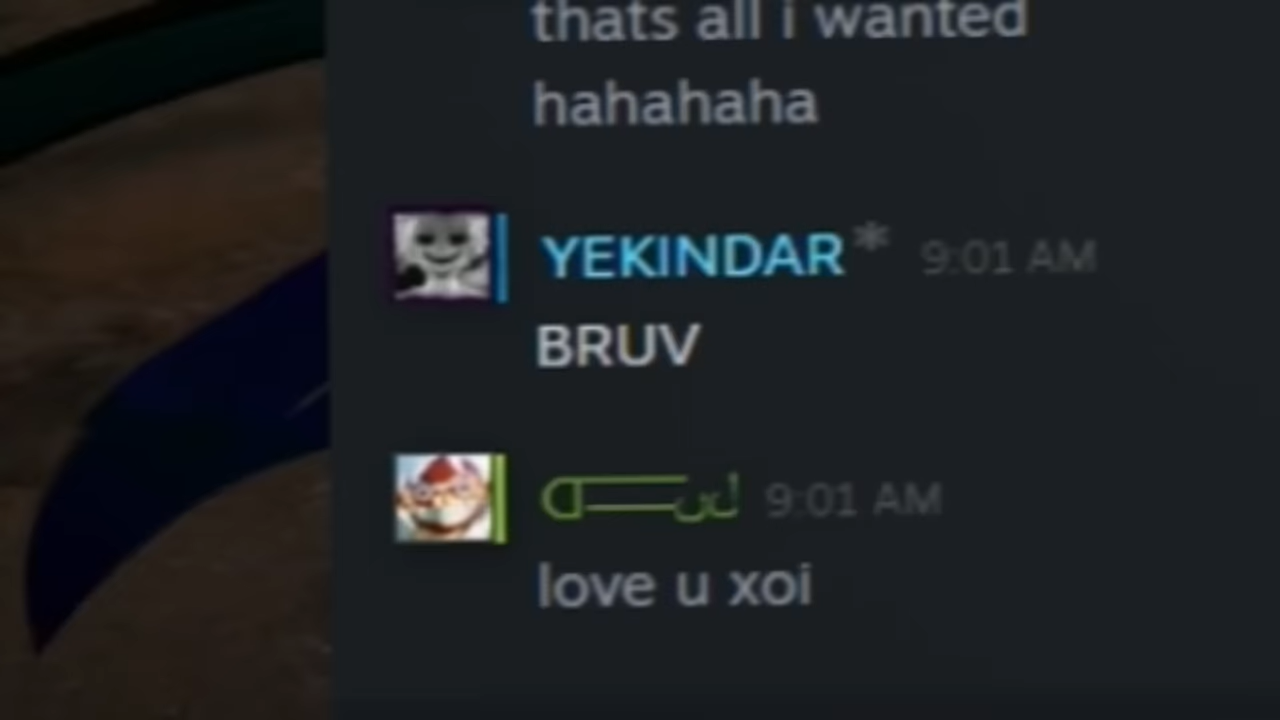 thats all i wanted
hahahaha
YEKINDAR* 9:01 AM
BRUV
9:01 AM
love u xoi